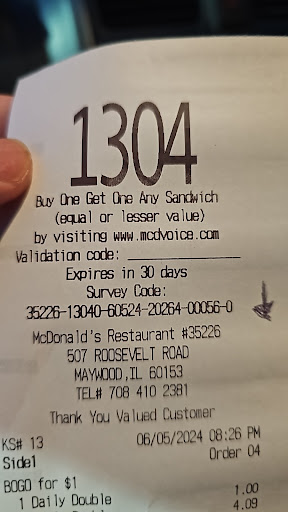 1304
Buy One Get One Any Sandwich
(equal or lesser value)
by visiting www.mcdvoice.com
Validation code: _______________
Expires in 30 days
Survey Code:
35226-13040-60524-20264-00056-0
McDonald's Restaurant #35226
507 ROOSEVELT ROAD
MAYWOOD,IL 60153
TEL# 708 410 2381
Thank You Valued Customer
KS# 13 06/05/2024 08:26 PM
Side1 Order 04
BOGO for $1 1.00
1 Daily Double 4.09